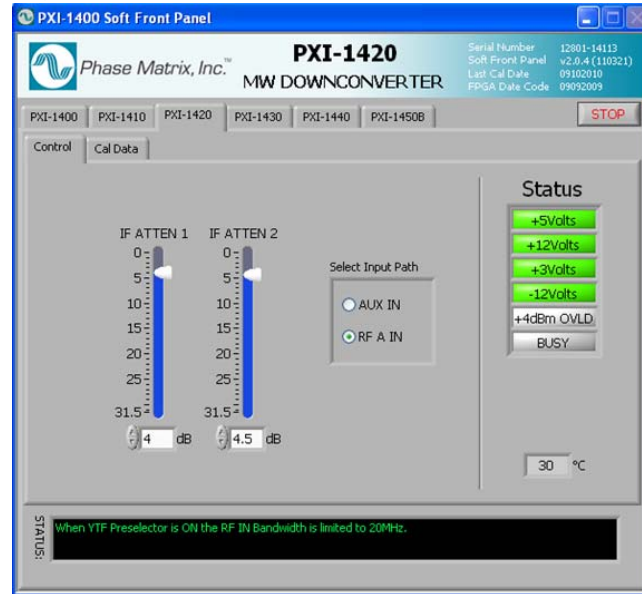 PXI-1400 Soft Front Panel
Phase Matrix, Inc.™
PXI-1420
MW DOWNCONVERTER
Serial Number 12801-14113
Soft Front Panel v2.0.4 (110321)
Last Cal Date 09102010
FPGA Date Code 09092009
PXI-1400 PXI-1410 PXI-1420 PXI-1430 PXI-1440 PXI-1450B STOP
Control Cal Data
IF ATTEN 1
0
5
10
15
20
25
31.5
4 dB
IF ATTEN 2
0
5
10
15
20
25
31.5
4.5 dB
Select Input Path
AUX IN
RF A IN
Status
+5Volts
+12Volts
+3Volts
-12Volts
+4dBm OVLD
BUSY
30 °C
STATUS:
When YTF Preselector is ON the RF IN Bandwidth is limited to 20MHz.